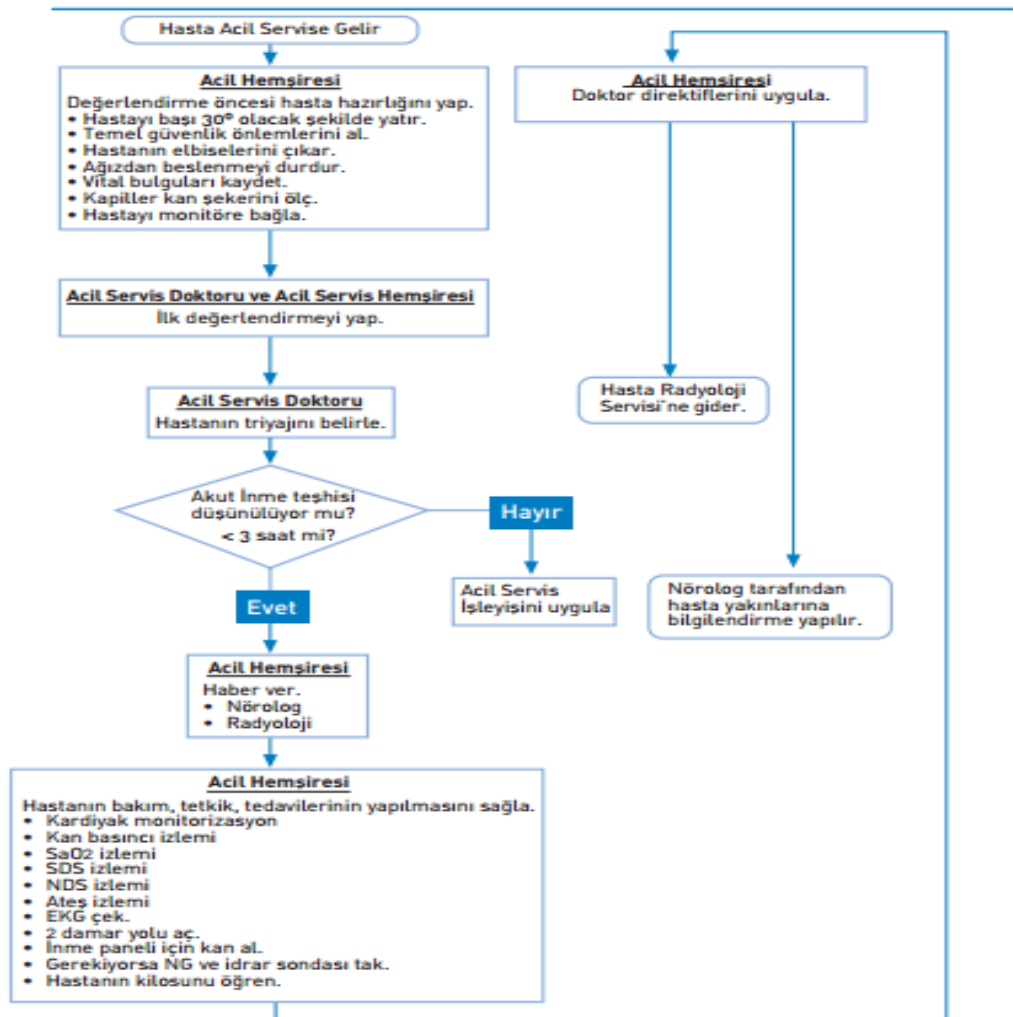 Hasta Acil Servise Gelir
Acil Hemşiresi
Değerlendirme öncesi hasta hazırlığını yap.
• Hastayı başı 30° olacak şekilde yatır.
• Temel güvenlik önlemlerini al.
• Hastanın elbiselerini çıkar.
• Ağızdan beslenmeyi durdur.
• Vital bulguları kaydet.
• Kapiller kan şekerini ölç.
• Hastayı monitöre bağla.
Acil Servis Doktoru ve Acil Servis Hemşiresi
İlk değerlendirmeyi yap.
Acil Servis Doktoru
Hastanın triyajını belirle.
Akut İnme teşhisi
düşünülüyor mu?
< 3 saat mi?
Hayır
Acil Servis
İşleyişini uygula
Evet
Acil Hemşiresi
Haber ver.
• Nörolog
• Radyoloji
Acil Hemşiresi
Hastanın bakım, tetkik, tedavilerinin yapılmasını sağla.
• Kardiyak monitorizasyon
• Kan basıncı izlemi
• SaO2 izlemi
• SDS izlemi
• NDS izlemi
• Ateş izlemi
• EKG çek.
• 2 damar yolu aç.
• İnme paneli için kan al.
• Gerekiyorsa NG ve idrar sondası tak.
• Hastanın kilosunu öğren.
Acil Hemşiresi
Doktor direktiflerini uygula.
Hasta Radyoloji
Servisi'ne gider.
Nörolog tarafından
hasta yakınlarına
bilgilendirme yapılır.